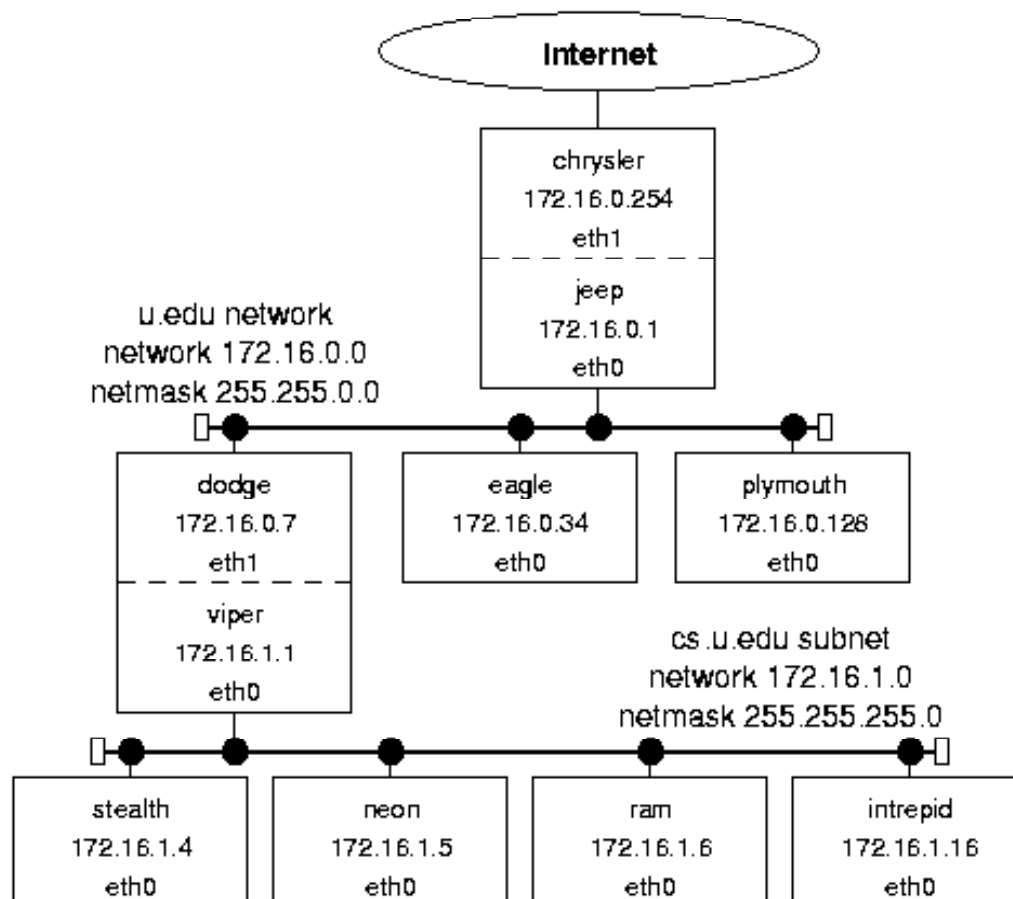 Internet
chrysler
172.16.0.254
eth1
jeep
172.16.0.1
eth0
u.edu network
network 172.16.0.0
netmask 255.255.0.0
dodge
172.16.0.7
eth1
viper
172.16.1.1
eth0
eagle
172.16.0.34
eth0
plymouth
172.16.0.128
eth0
cs.u.edu subnet
network 172.16.1.0
netmask 255.255.255.0
stealth
172.16.1.4
eth0
neon
172.16.1.5
eth0
ram
172.16.1.6
eth0
intrepid
172.16.1.16
eth0